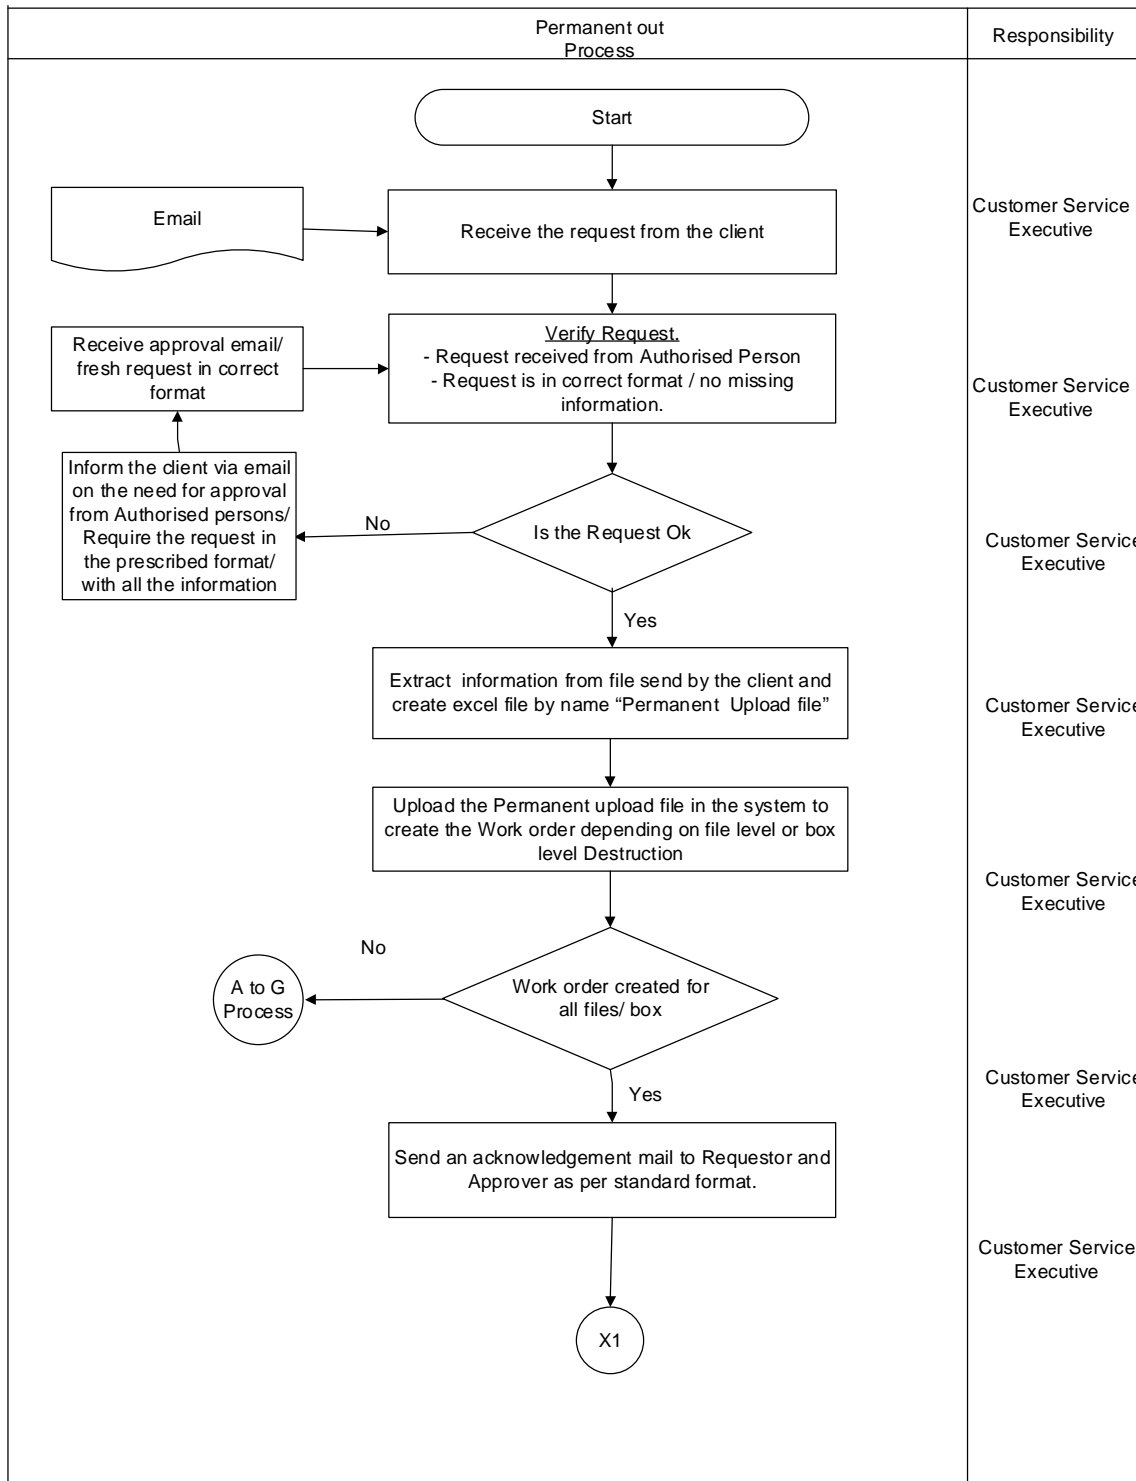 Permanent out
Process
Responsibility
Start
Email
Receive the request from the client
Customer Service
Executive
Receive approval email/
fresh request in correct
format
Verify Request.
- Request received from Authorised Person
- Request is in correct format / no missing
information.
Customer Service
Executive
Inform the client via email
on the need for approval
from Authorised persons/
Require the request in
the prescribed format/
with all the information
No
Is the Request Ok
Customer Service
Executive
Yes
Extract information from file send by the client and
create excel file by name “Permanent Upload file”
Customer Service
Executive
Upload the Permanent upload file in the system to
create the Work order depending on file level or box
level Destruction
Customer Service
Executive
No
A to G
Process
Work order created for
all files/ box
Customer Service
Executive
Yes
Send an acknowledgement mail to Requestor and
Approver as per standard format.
Customer Service
Executive
X1